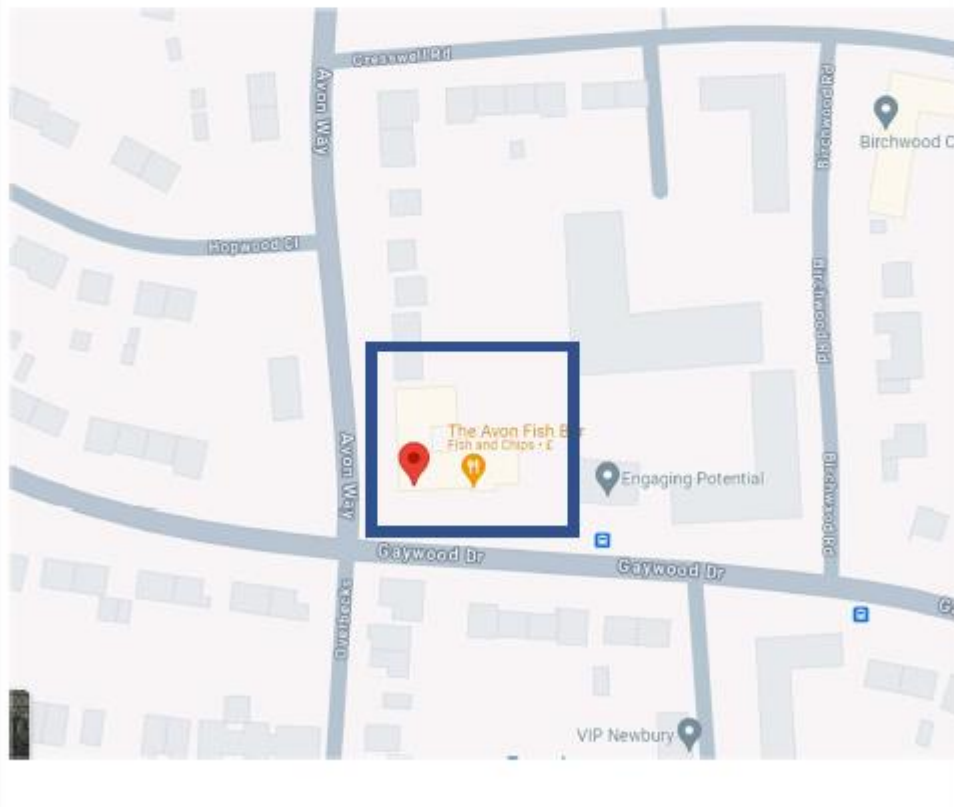 Cresswell Rd
Avon Way
Birchwood Rd
Birchwood C
Hopwood Cl
Birchwood Rd
The Avon Fish B r
Fish and Chips · £
Avon Way
Engaging Potential
Birchwood Rd
Gaywood Dr
Gaywood Dr
G
VIP Newbury